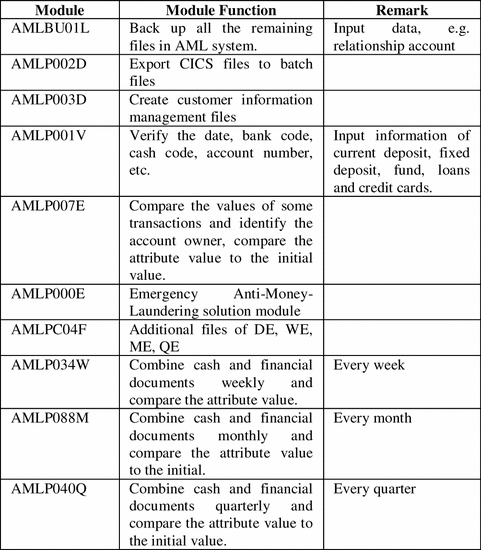 Module Module Function Remark
AMLBU01L Back up all the remaining Input data, e.g.
files in AML system. relationship account
AMLP002D Export CICS files to batch
files
AMLP003D Create customer information
management files
AMLP001V Verify the date, bank code, Input information of
cash code, account number, current deposit, fixed
etc. deposit, fund, loans
and credit cards.
AMLP007E Compare the values of some
transactions and identify the
account owner, compare the
attribute value to the initial
value.
AMLP000E Emergency Anti-Money-
Laundering solution module
AMLPC04F Additional files of DE, WE,
ME, QE
AMLP034W Combine cash and financial Every week
documents weekly and
compare the attribute value.
AMLP088M Combine cash and financial Every month
documents monthly and
compare the attribute value
to the initial.
AMLP040Q Combine cash and financial Every quarter
documents quarterly and
compare the attribute value to
the initial value.